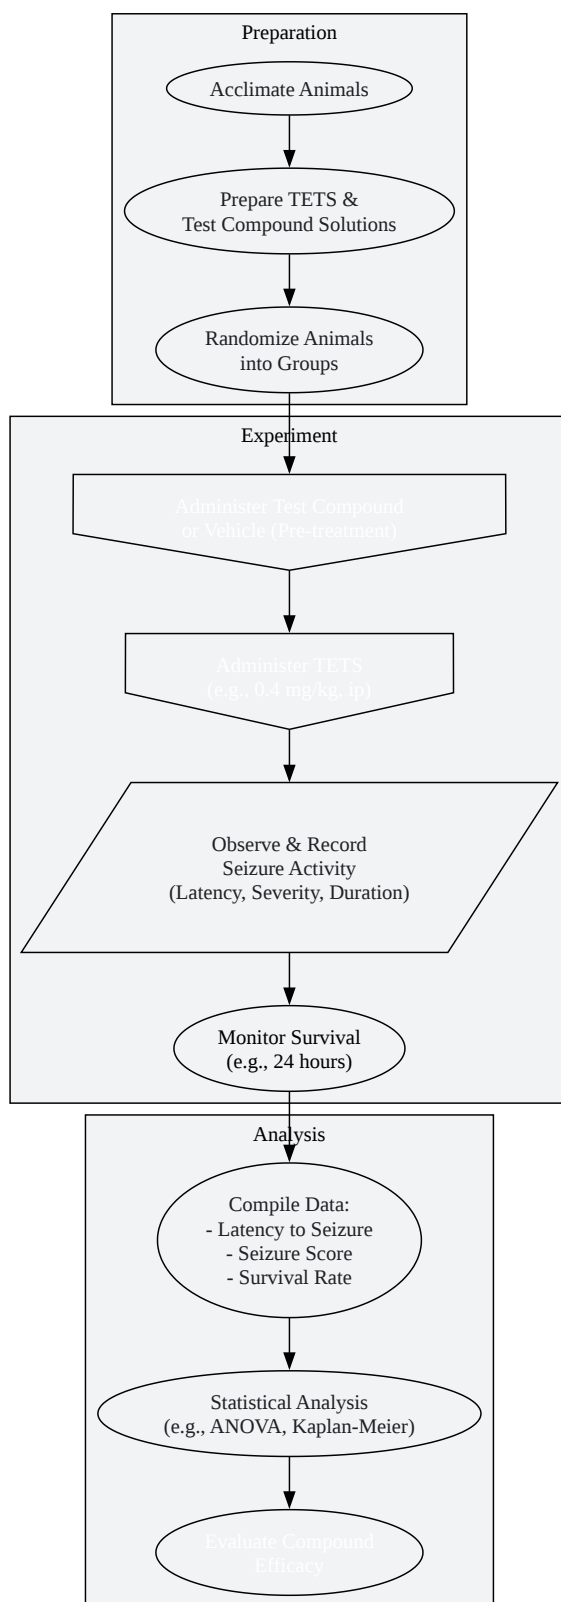 Preparation
Acclimate Animals
Prepare TETS &
Test Compound Solutions
Randomize Animals
into Groups
Experiment
Administer Test Compound
or Vehicle (Pre-treatment)
Administer TETS
(e.g., 0.4 mg/kg, ip)
Observe & Record
Seizure Activity
(Latency, Severity, Duration)
Monitor Survival
(e.g., 24 hours)
Analysis
Compile Data:
- Latency to Seizure
- Seizure Score
- Survival Rate
Statistical Analysis
(e.g., ANOVA, Kaplan-Meier)
Evaluate Compound
Efficacy